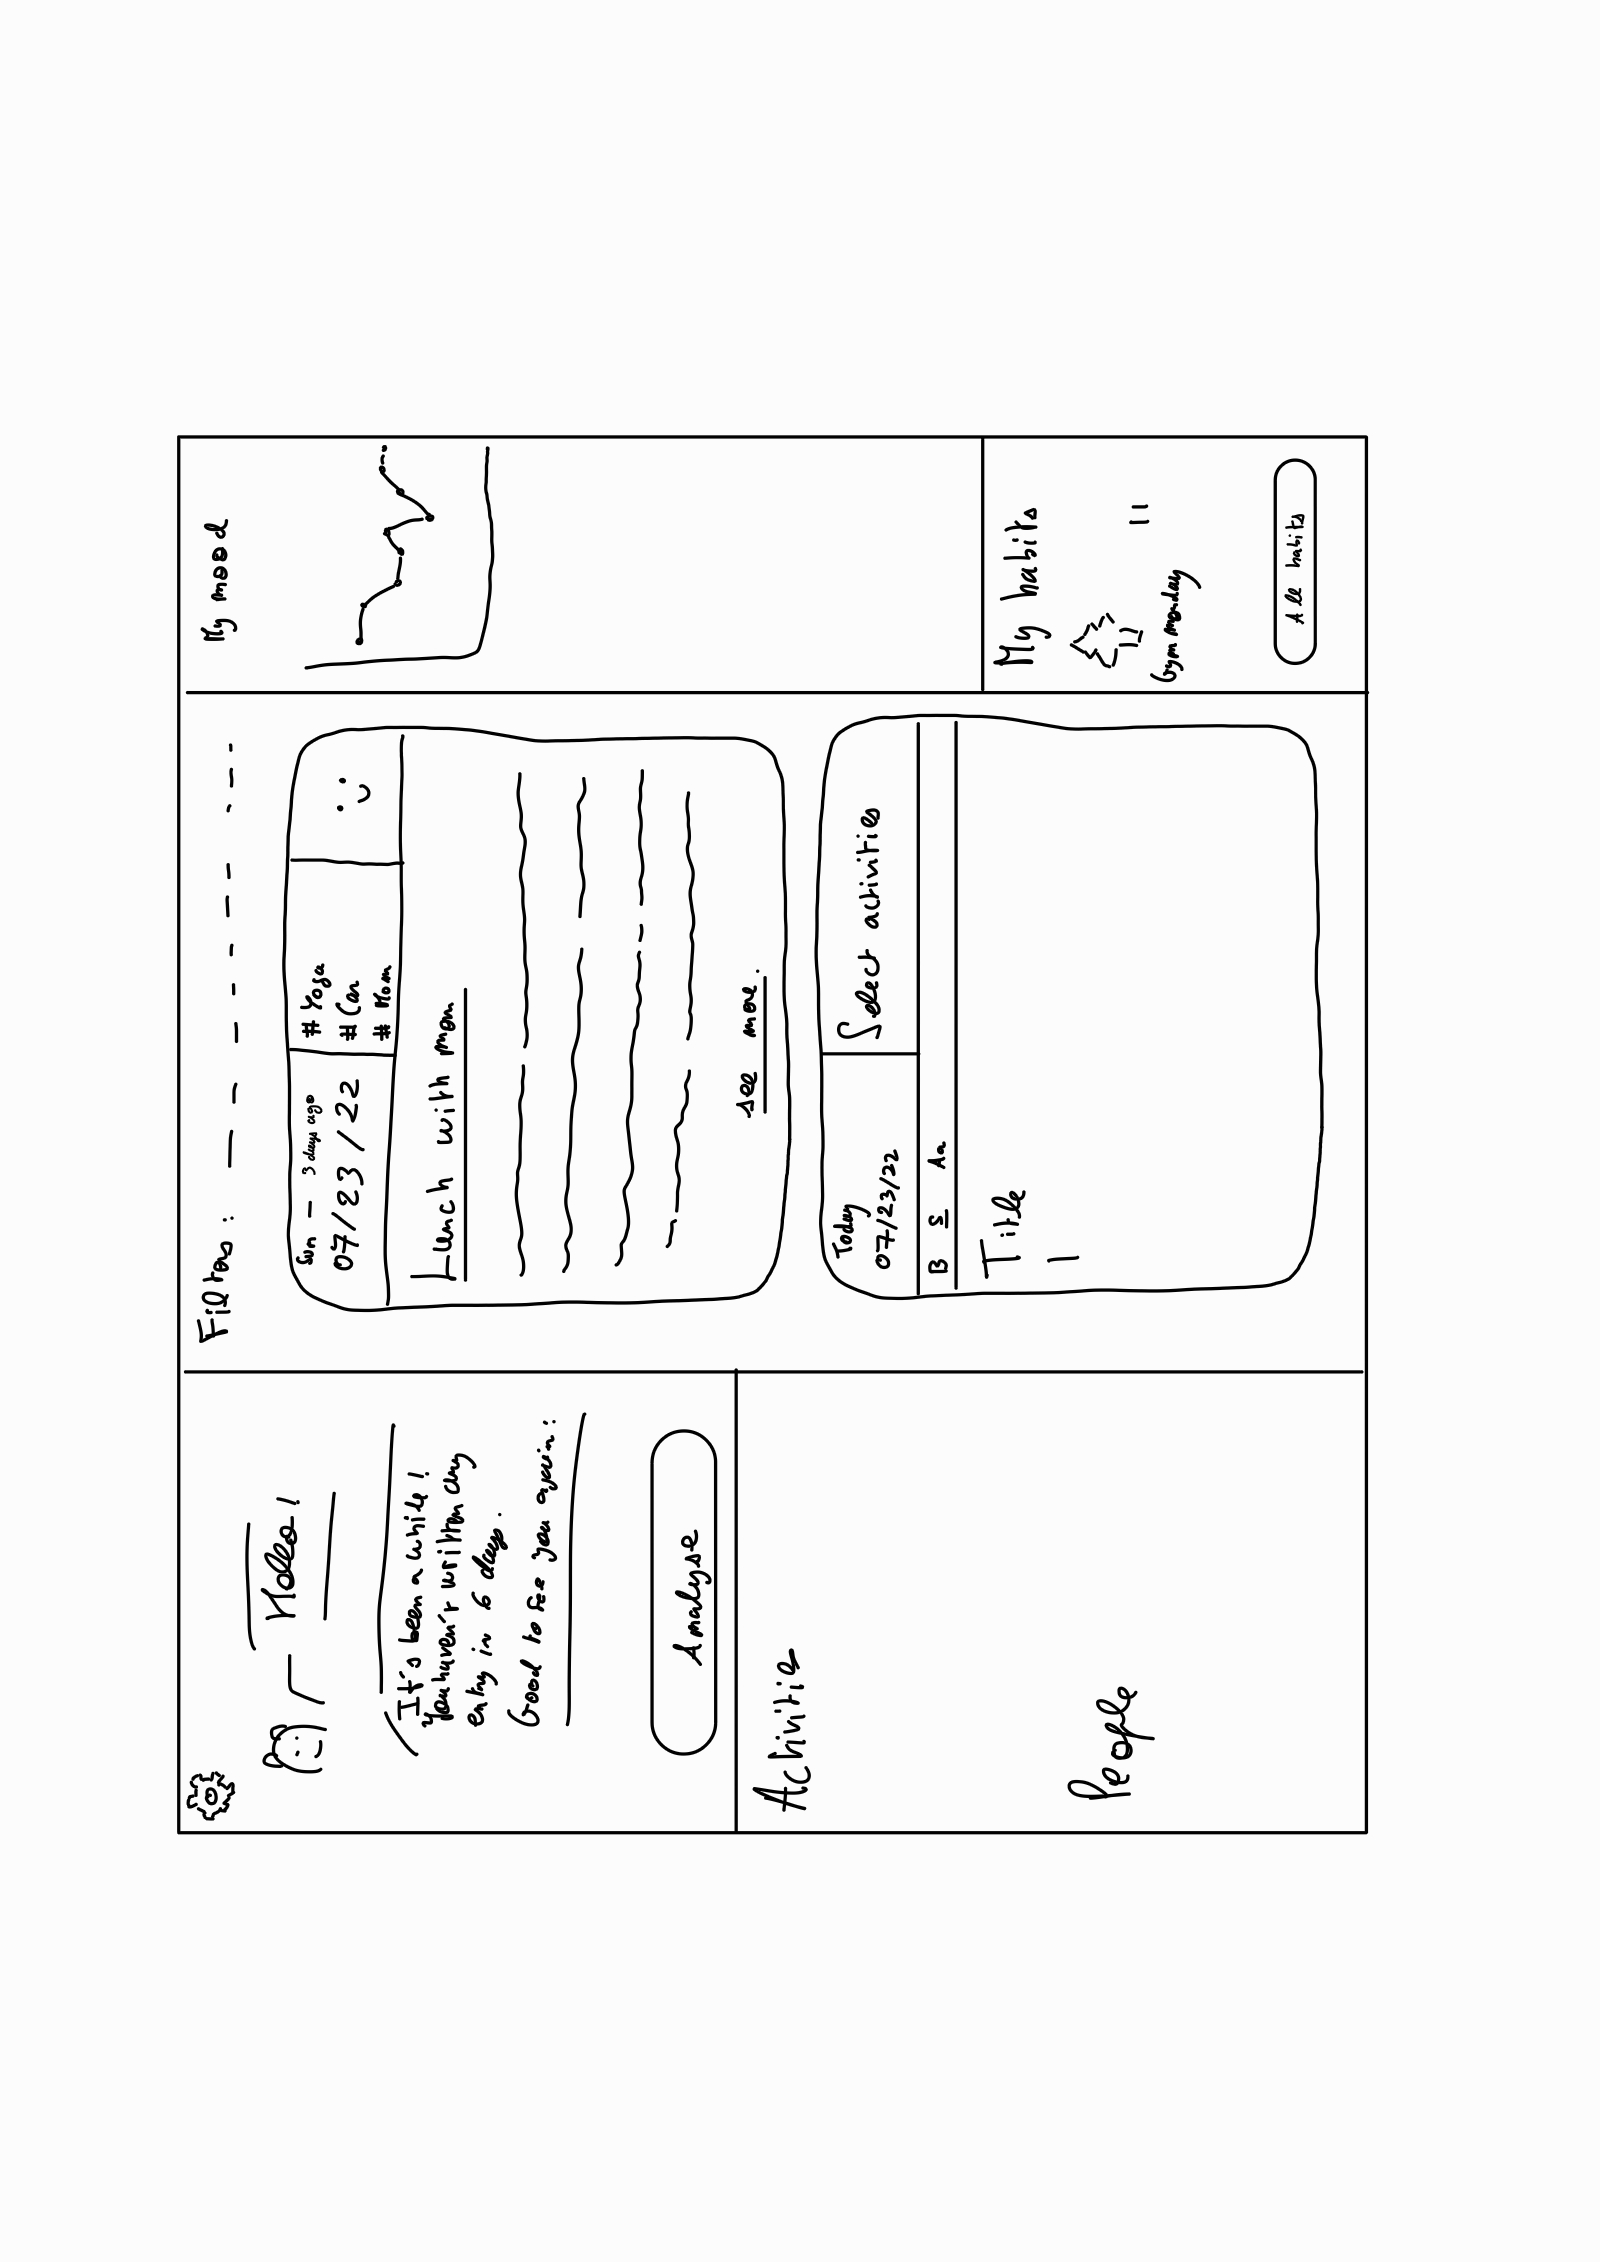 Hello !
It's been a while !
You haven't written any
entry in 6 days.
Good to see you again :
Analyse
Activitie
People
Filters :
Sun — 3 days ago
07/23/22
# Yoga
# Car
# Mom
Lunch with mom
see more.
Today
07/23/22
Select activities
B S Aa
Title
My mood
My habits
Gym monday
All habits